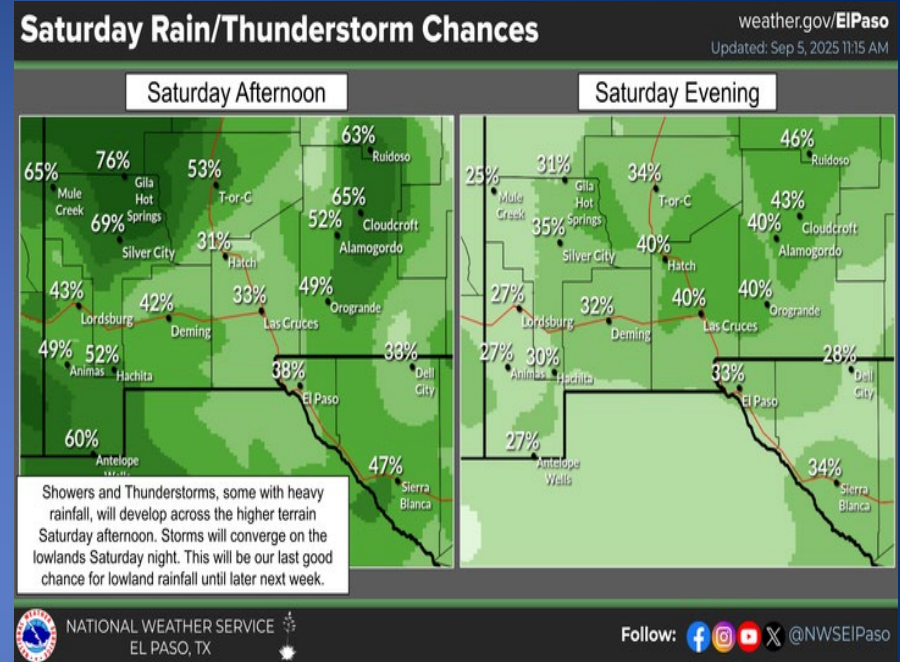 Saturday Rain/Thunderstorm Chances
weather.gov/ElPaso
Updated: Sep 5, 2025 11:15 AM
Saturday Afternoon
65%
Mule
Creek
76%
Gila
Hot
Springs
53%
T-or-C
63%
Ruidoso
69%
Silver City
65%
Cloudcroft
52%
Alamogordo
31%
Hatch
43%
Lordsburg
42%
Deming
33%
Las Cruces
49%
Orogrande
49%
Animas
52%
Hachita
38%
El Paso
33%
Dell
City
60%
Antelope
Wells
47%
Sierra
Blanca
Showers and Thunderstorms, some with heavy
rainfall, will develop across the higher terrain
Saturday afternoon. Storms will converge on the
lowlands Saturday night. This will be our last good
chance for lowland rainfall until later next week.
Saturday Evening
25%
Mule
Creek
31%
Gila
Hot
Springs
34%
T-or-C
46%
Ruidoso
35%
Silver City
43%
Cloudcroft
40%
Alamogordo
40%
Hatch
27%
Lordsburg
32%
Deming
40%
Las Cruces
40%
Orogrande
27%
Animas
30%
Hachita
33%
El Paso
28%
Dell
City
27%
Antelope
Wells
34%
Sierra
Blanca
NATIONAL WEATHER SERVICE
EL PASO, TX
Follow:
@NWSElPaso